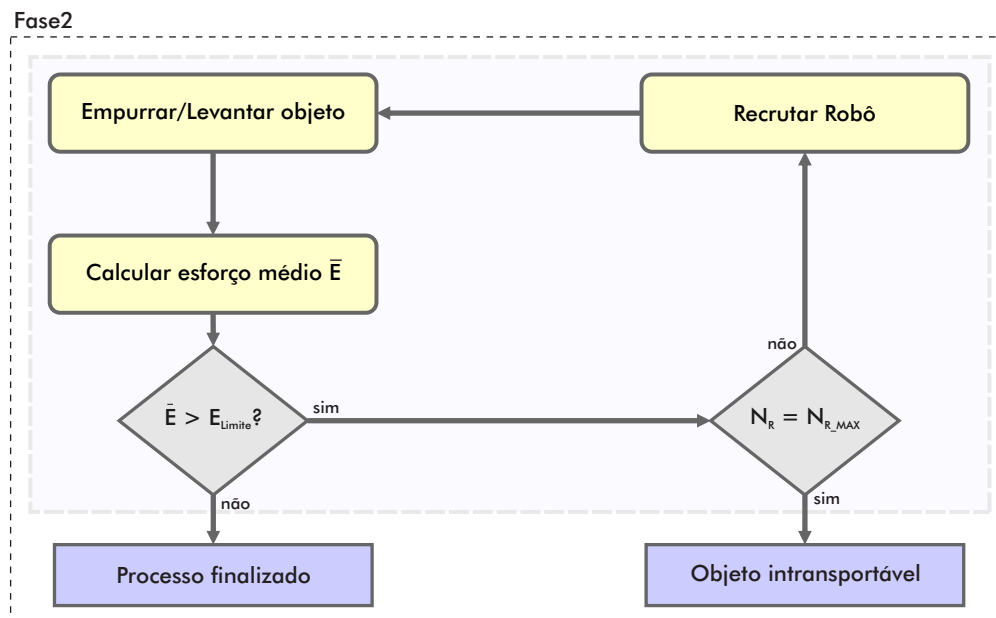 Fase2
Empurrar/Levantar objeto
Recrutar Robô
Calcular esforço médio E̅
não
E̅ > E_Limite?
sim
N_R = N_R_MAX
não
sim
Processo finalizado
Objeto intransportável